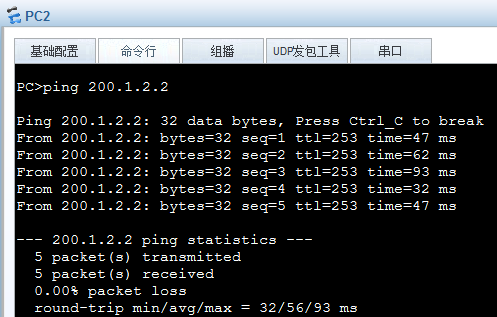 PC2
基础配置 命令行 组播 UDP发包工具 串口
PC>ping 200.1.2.2
Ping 200.1.2.2: 32 data bytes, Press Ctrl_C to break
From 200.1.2.2: bytes=32 seq=1 ttl=253 time=47 ms
From 200.1.2.2: bytes=32 seq=2 ttl=253 time=62 ms
From 200.1.2.2: bytes=32 seq=3 ttl=253 time=93 ms
From 200.1.2.2: bytes=32 seq=4 ttl=253 time=32 ms
From 200.1.2.2: bytes=32 seq=5 ttl=253 time=47 ms
--- 200.1.2.2 ping statistics ---
5 packet(s) transmitted
5 packet(s) received
0.00% packet loss
round-trip min/avg/max = 32/56/93 ms